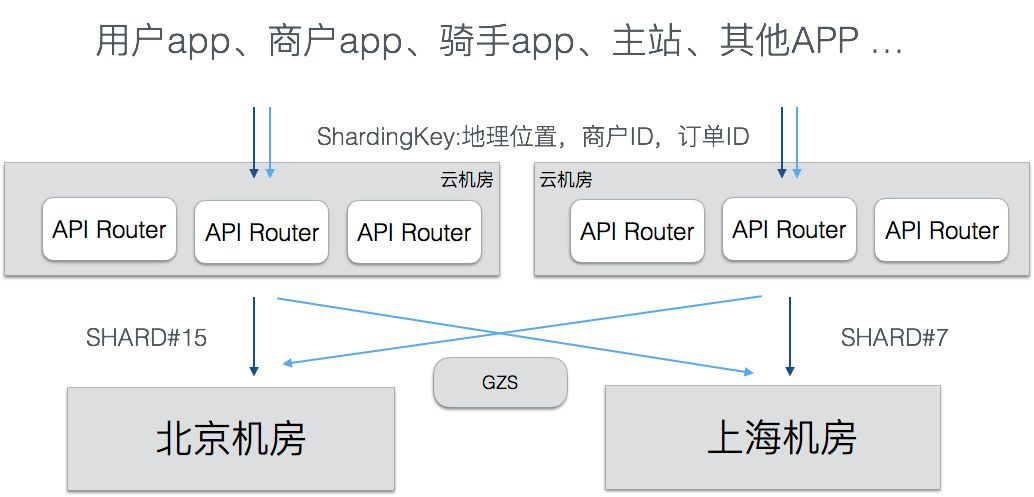 用户app、商户app、骑手app、主站、其他APP ...
ShardingKey:地理位置，商户ID，订单ID
云机房
云机房
API Router
API Router
API Router
API Router
API Router
API Router
SHARD#15
SHARD#7
GZS
北京机房
上海机房